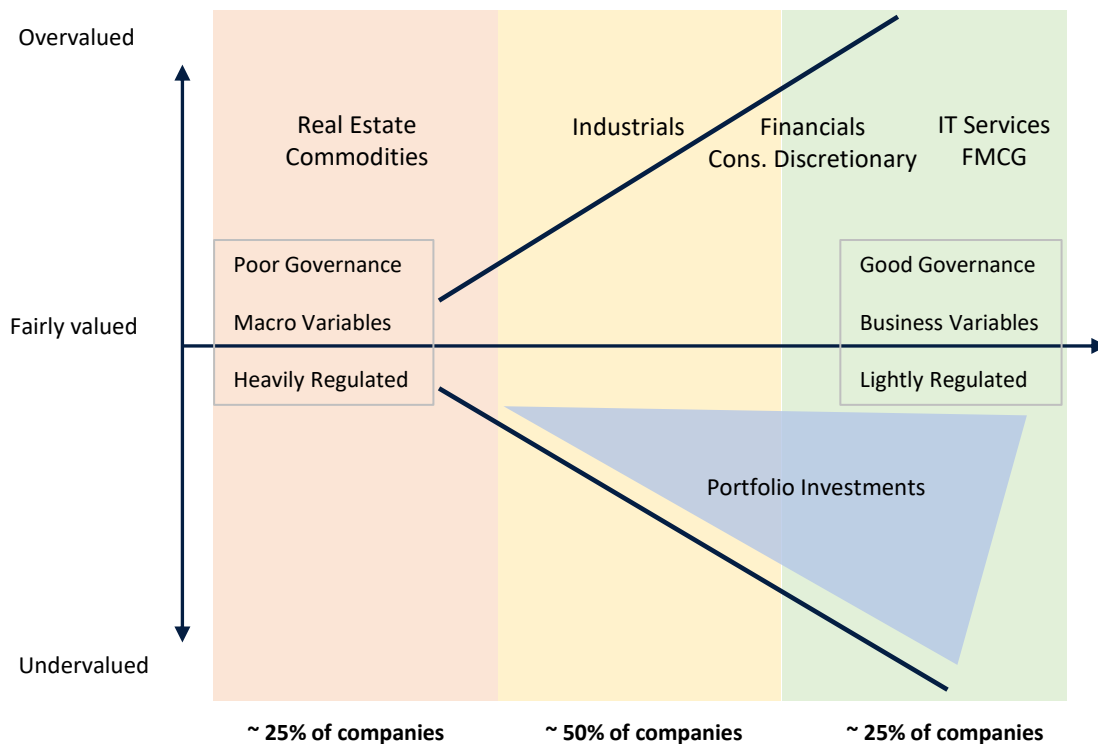 Overvalued
Real Estate
Commodities
Industrials
Financials
Cons. Discretionary
IT Services
FMCG
Poor Governance
Macro Variables
Heavily Regulated
Good Governance
Business Variables
Lightly Regulated
Fairly valued
Portfolio Investments
Undervalued
~ 25% of companies
~ 50% of companies
~ 25% of companies